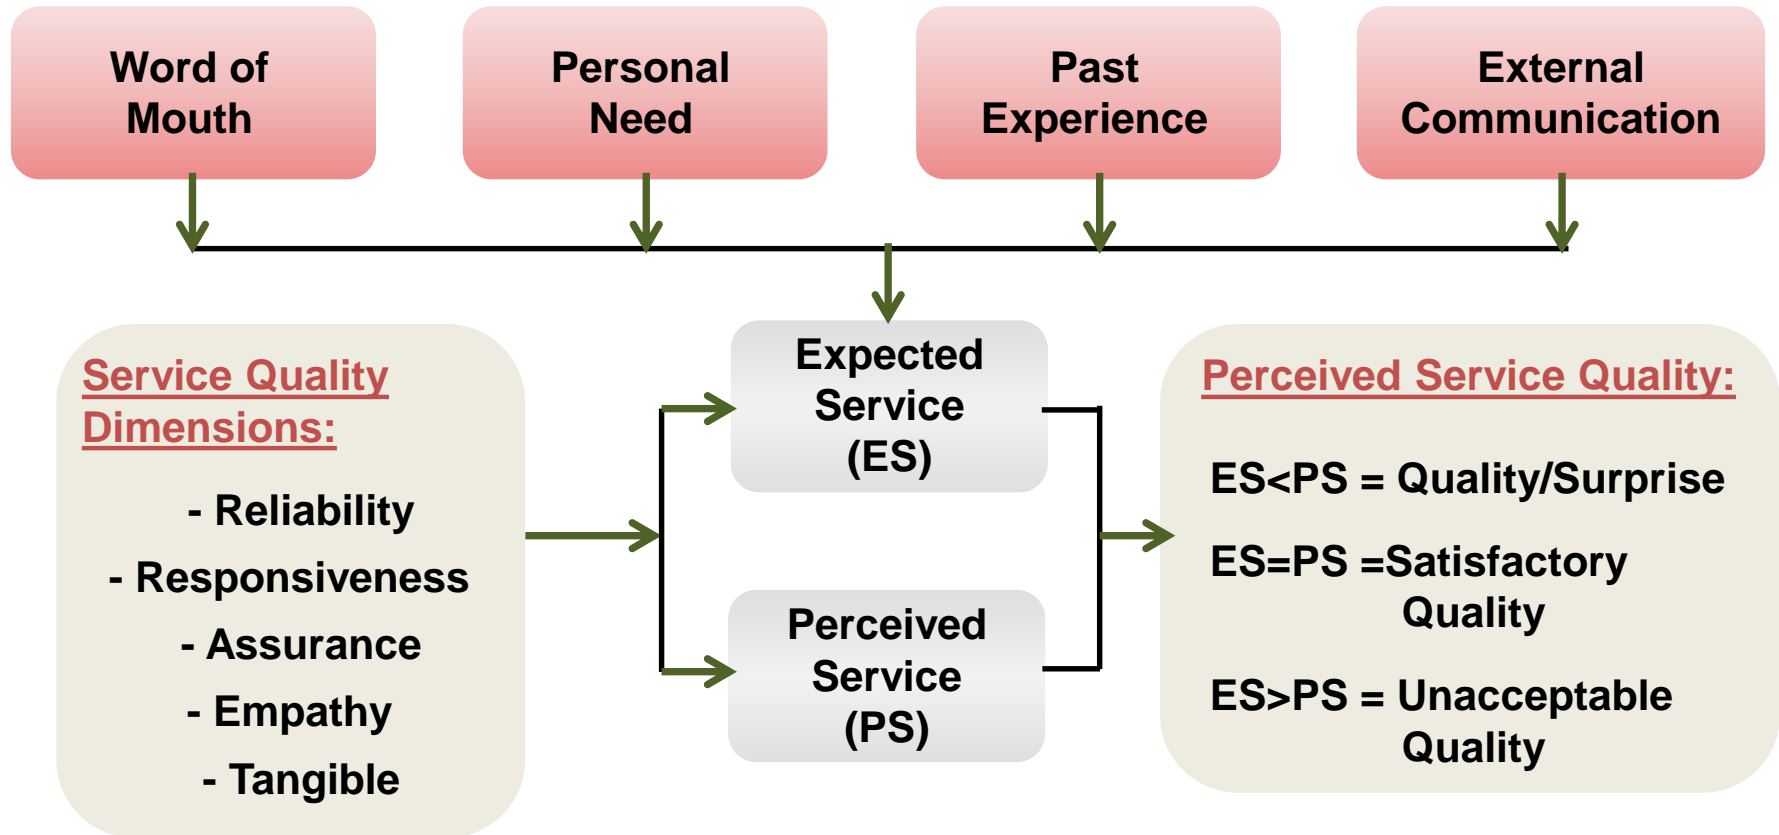 Word of
Mouth
Personal
Need
Past
Experience
External
Communication
Service Quality
Dimensions:
- Reliability
- Responsiveness
- Assurance
- Empathy
- Tangible
Expected
Service
(ES)
Perceived
Service
(PS)
Perceived Service Quality:
ES<PS = Quality/Surprise
ES=PS =Satisfactory
Quality
ES>PS = Unacceptable
Quality